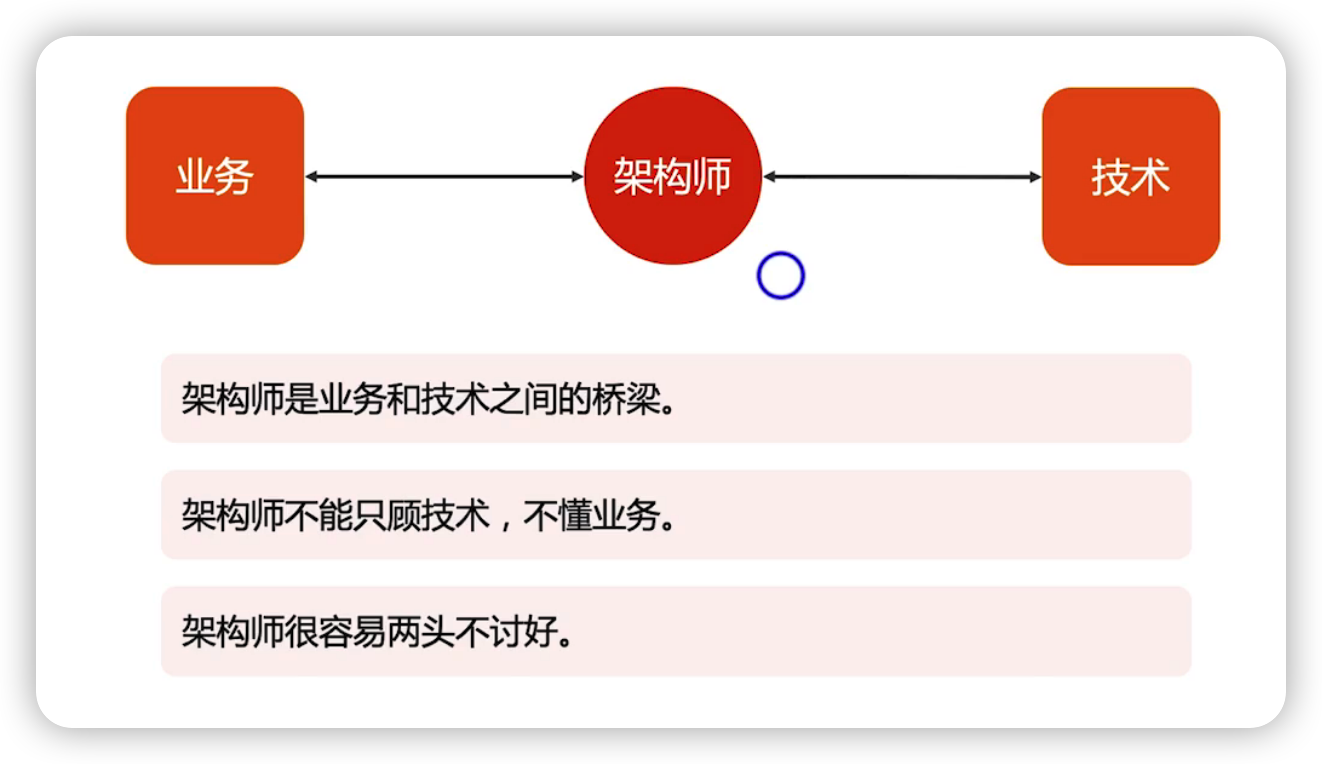 业务
架构师
技术
架构师是业务和技术之间的桥梁。
架构师不能只顾技术，不懂业务。
架构师很容易两头不讨好。